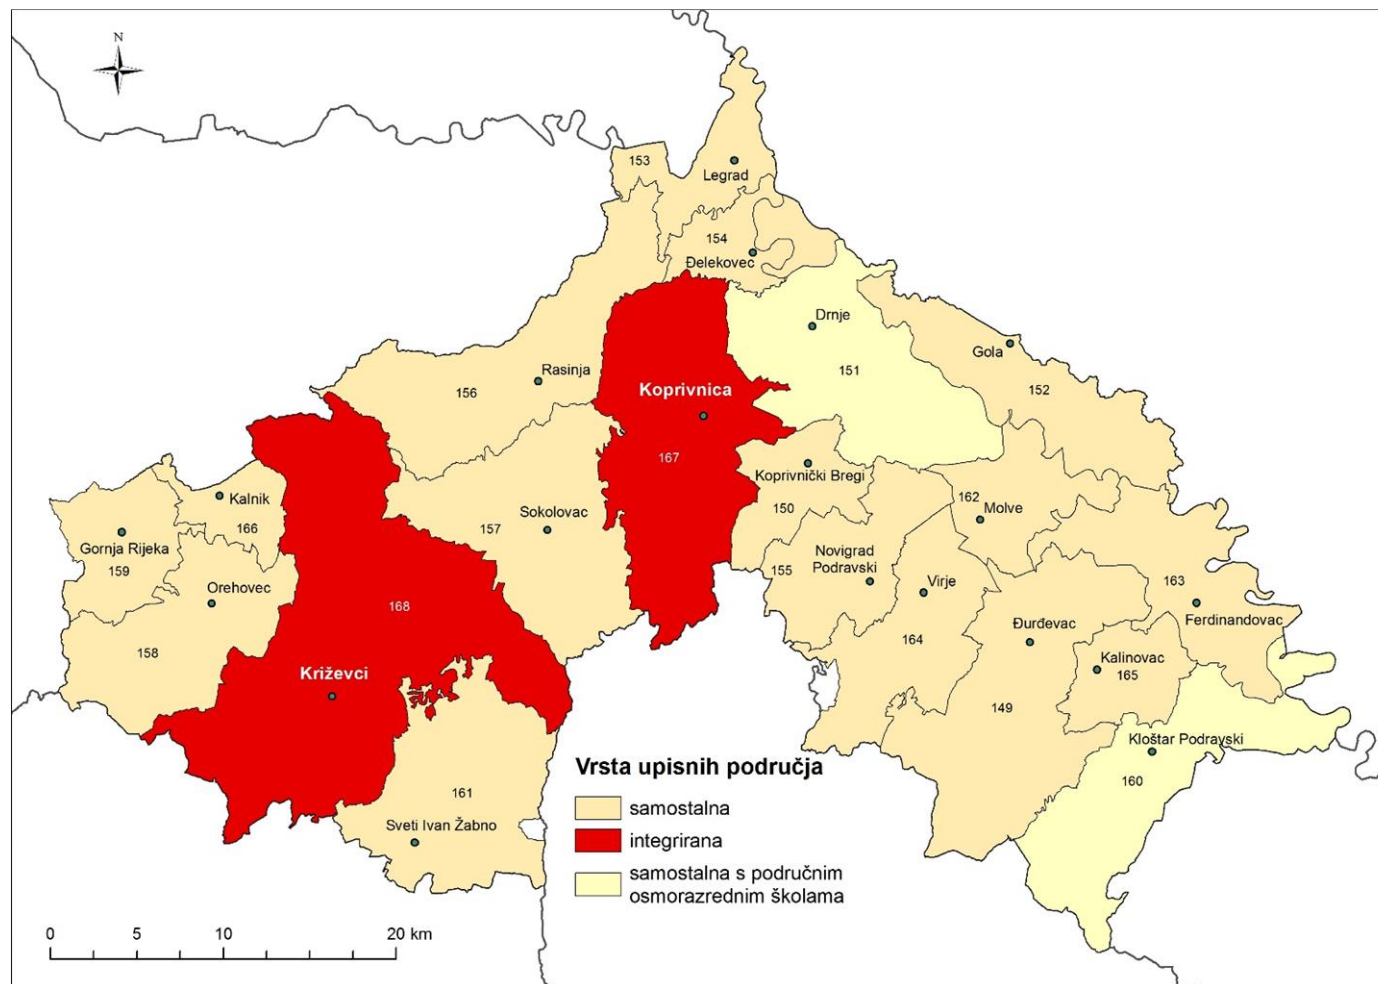 N
153
Legrad
154
Đelekovec
Drnje
Gola
151
152
Rasinja
156
Koprivnica
167
Koprivnički Bregi
150
162
Molve
Kalnik
166
Gornja Rijeka
159
Sokolovac
157
Novigrad
Podravski
155
Virje
163
Ferdinandovac
Orehovec
158
168
Križevci
164
Đurđevac
Kalinovac
165
149
Kloštar Podravski
160
161
Sveti Ivan Žabno
Vrsta upisnih područja
samostalna
integrirana
samostalna s područnim
osmorazrednim školama
0 10 20 km